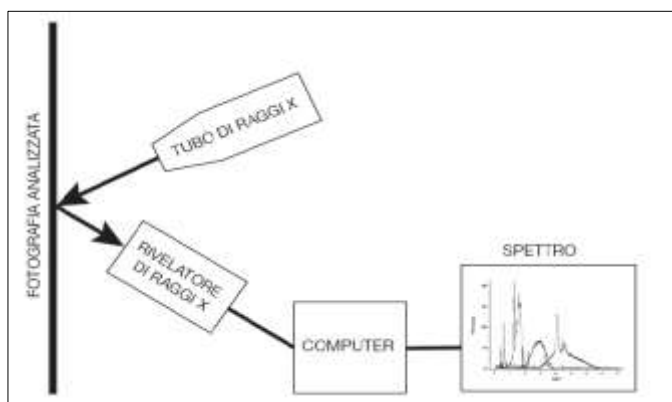 FOTOGRAFIA ANALIZZATA
TUBO DI RAGGI X
RIVELATORE
DI RAGGI X
COMPUTER
SPETTRO